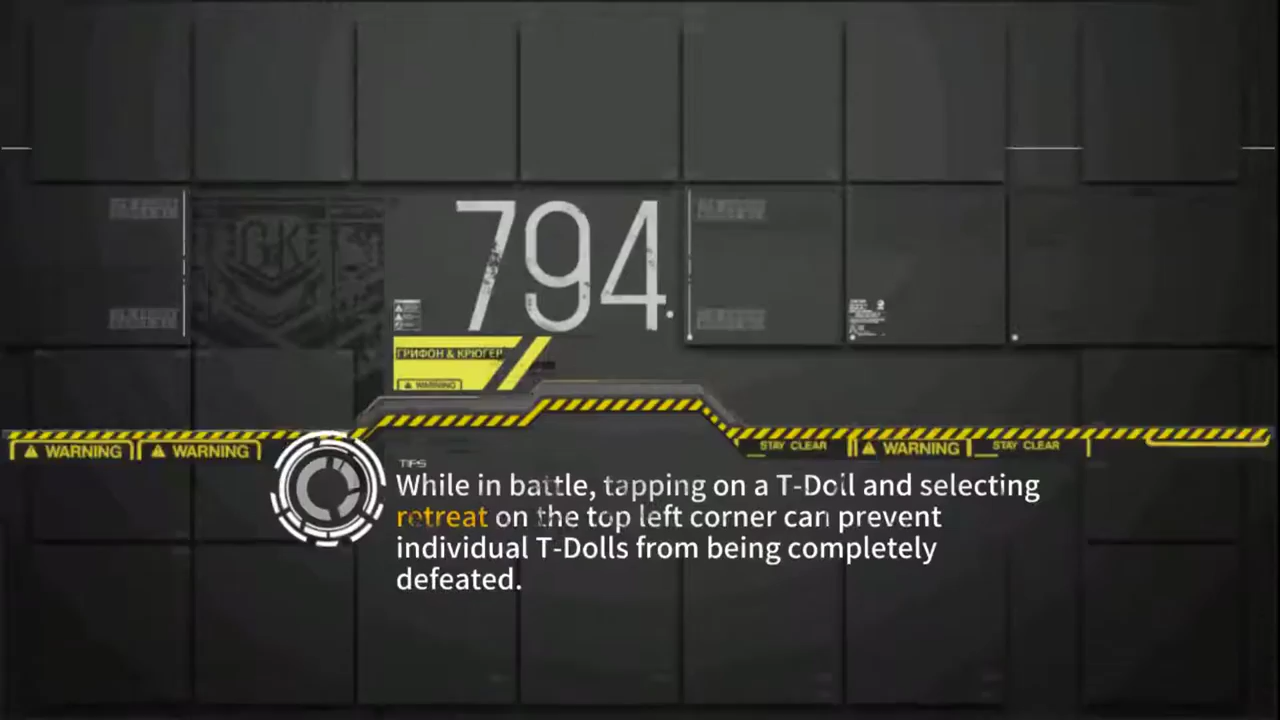 G&K
794.
ГРИФОН & КРЮГЕР
WARNING
WARNING
WARNING
STAY CLEAR
WARNING
STAY CLEAR
TIPS
While in battle, tapping on a T-Doll and selecting
retreat on the top left corner can prevent
individual T-Dolls from being completely
defeated.